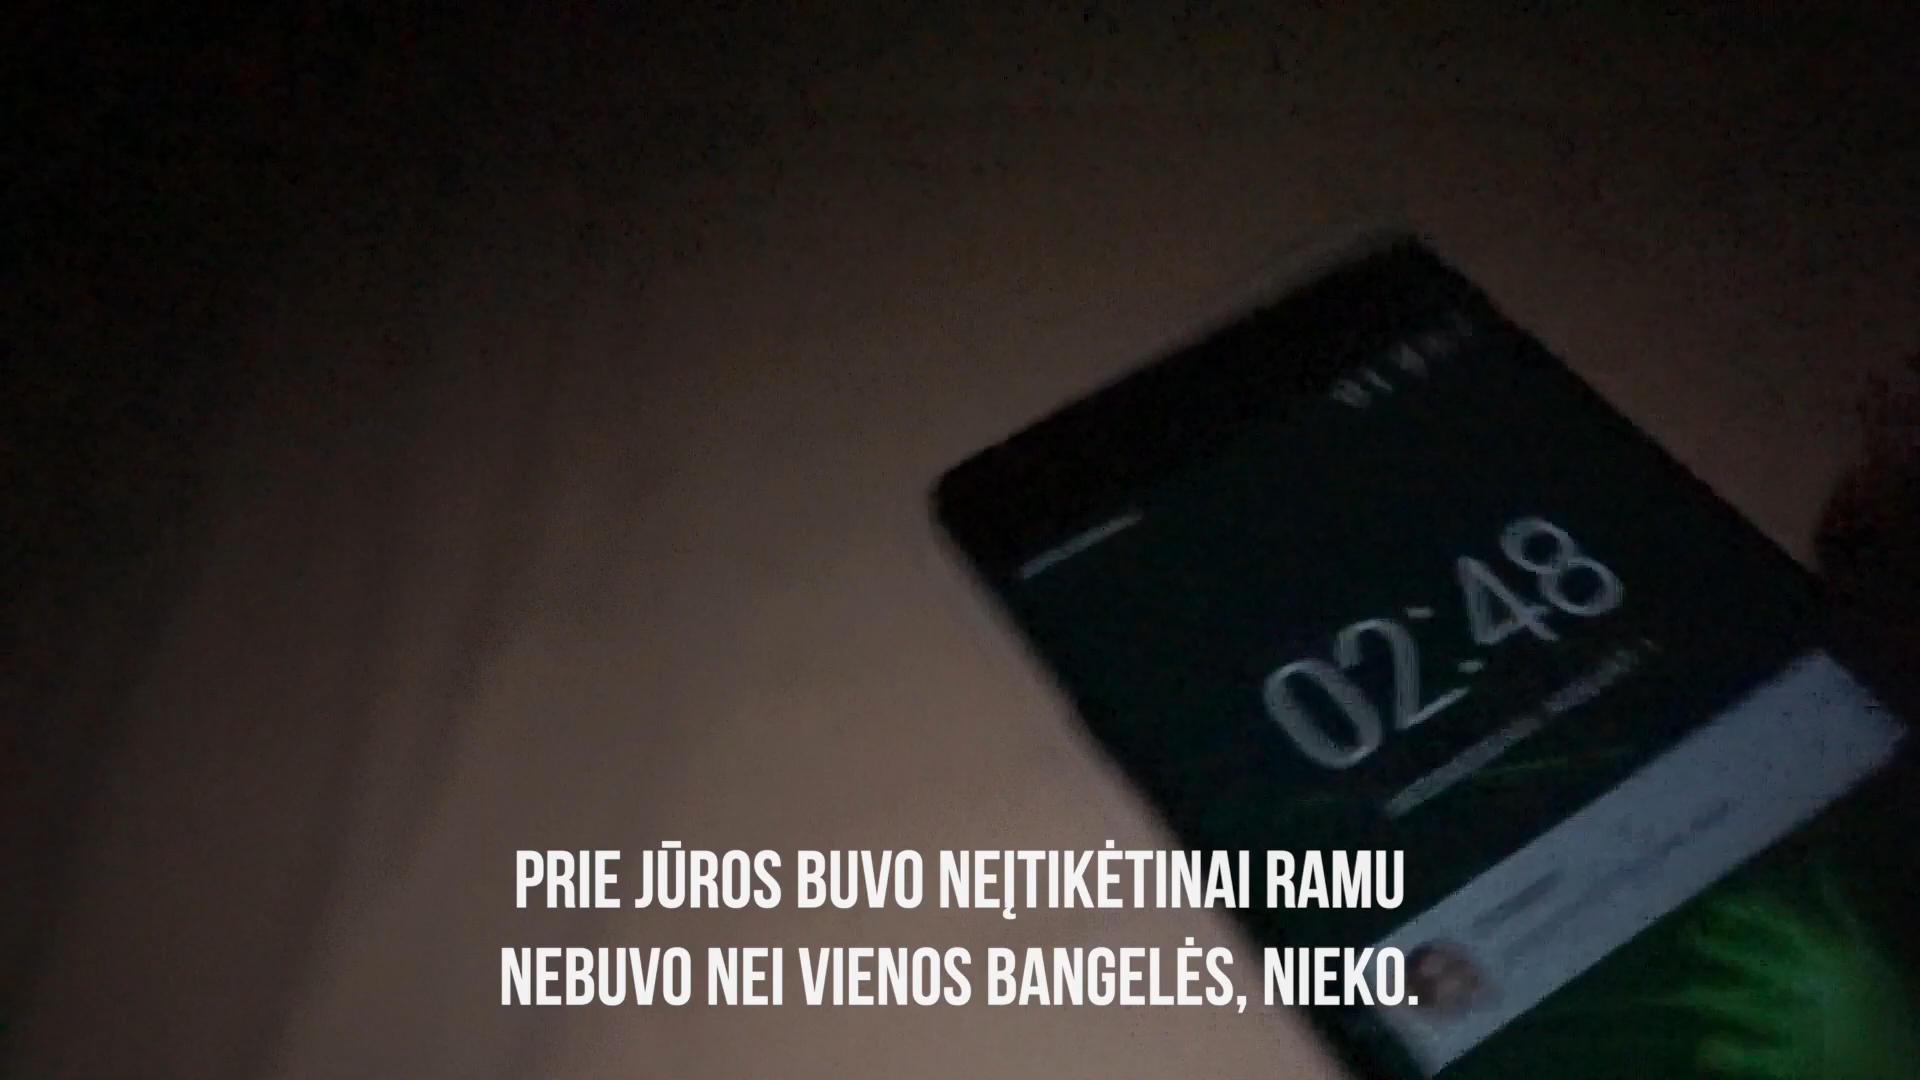 02:48
PRIE JŪROS BUVO NEĮTIKĖTINAI RAMU
NEBUVO NEI VIENOS BANGELĖS, NIEKO.